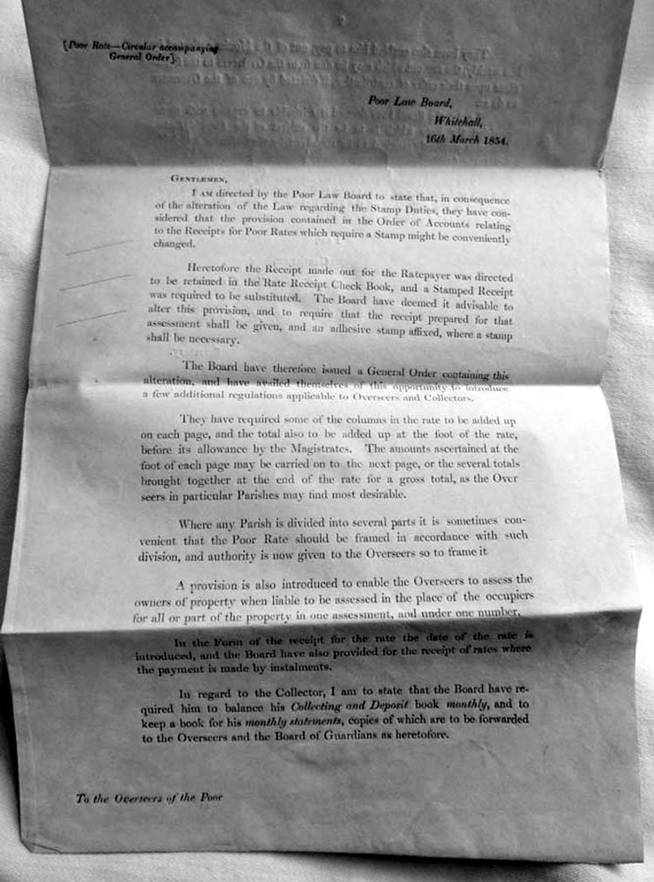 [Poor Rate—Circular accompanying
General Order].
Poor Law Board,
Whitehall,
16th March 1854.
GENTLEMEN,
I AM directed by the Poor Law Board to state that, in consequence
of the alteration of the Law regarding the Stamp Duties, they have con-
sidered that the provision contained in the Order of Accounts relating
to the Receipts for Poor Rates which require a Stamp might be conveniently
changed.
Heretofore the Receipt made out for the Ratepayer was directed
to be retained in the Rate Receipt Check Book, and a Stamped Receipt
was required to be substituted. The Board have deemed it advisable to
alter this provision, and to require that the receipt prepared for that
assessment shall be given, and an adhesive stamp affixed, where a stamp
shall be necessary.
The Board have therefore issued a General Order containing this
alteration, and have availed themselves of this opportunity to introduce
a few additional regulations applicable to Overseers and Collectors.
They have required some of the columns in the rate to be added up
on each page, and the total also to be added up at the foot of the rate,
before its allowance by the Magistrates. The amounts ascertained at the
foot of each page may be carried on to the next page, or the several totals
brought together at the end of the rate for a gross total, as the Over
seers in particular Parishes may find most desirable.
Where any Parish is divided into several parts it is sometimes con-
venient that the Poor Rate should be framed in accordance with such
division, and authority is now given to the Overseers so to frame it
A provision is also introduced to enable the Overseers to assess the
owners of property when liable to be assessed in the place of the occupiers
for all or part of the property in one assessment, and under one number.
In the Form of the receipt for the rate the date of the rate is
introduced, and the Board have also provided for the receipt of rates where
the payment is made by instalments.
In regard to the Collector, I am to state that the Board have re-
quired him to balance his Collecting and Deposit book monthly, and to
keep a book for his monthly statements, copies of which are to be forwarded
to the Overseers and the Board of Guardians as heretofore.
To the Overseers of the Poor